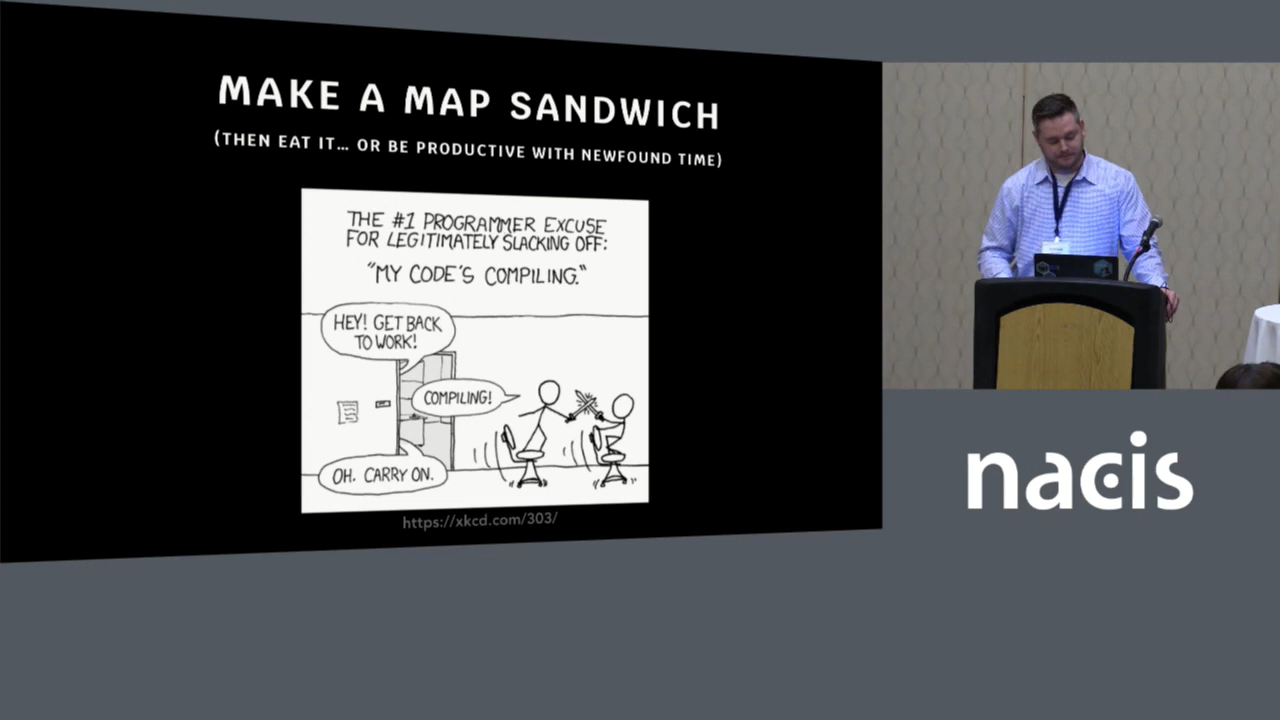 MAKE A MAP SANDWICH
(THEN EAT IT... OR BE PRODUCTIVE WITH NEWFOUND TIME)
THE #1 PROGRAMMER EXCUSE
FOR LEGITIMATELY SLACKING OFF:
"MY CODE'S COMPILING."
HEY! GET BACK
TO WORK!
COMPILING!
OH. CARRY ON.
https://xkcd.com/303/
nacis